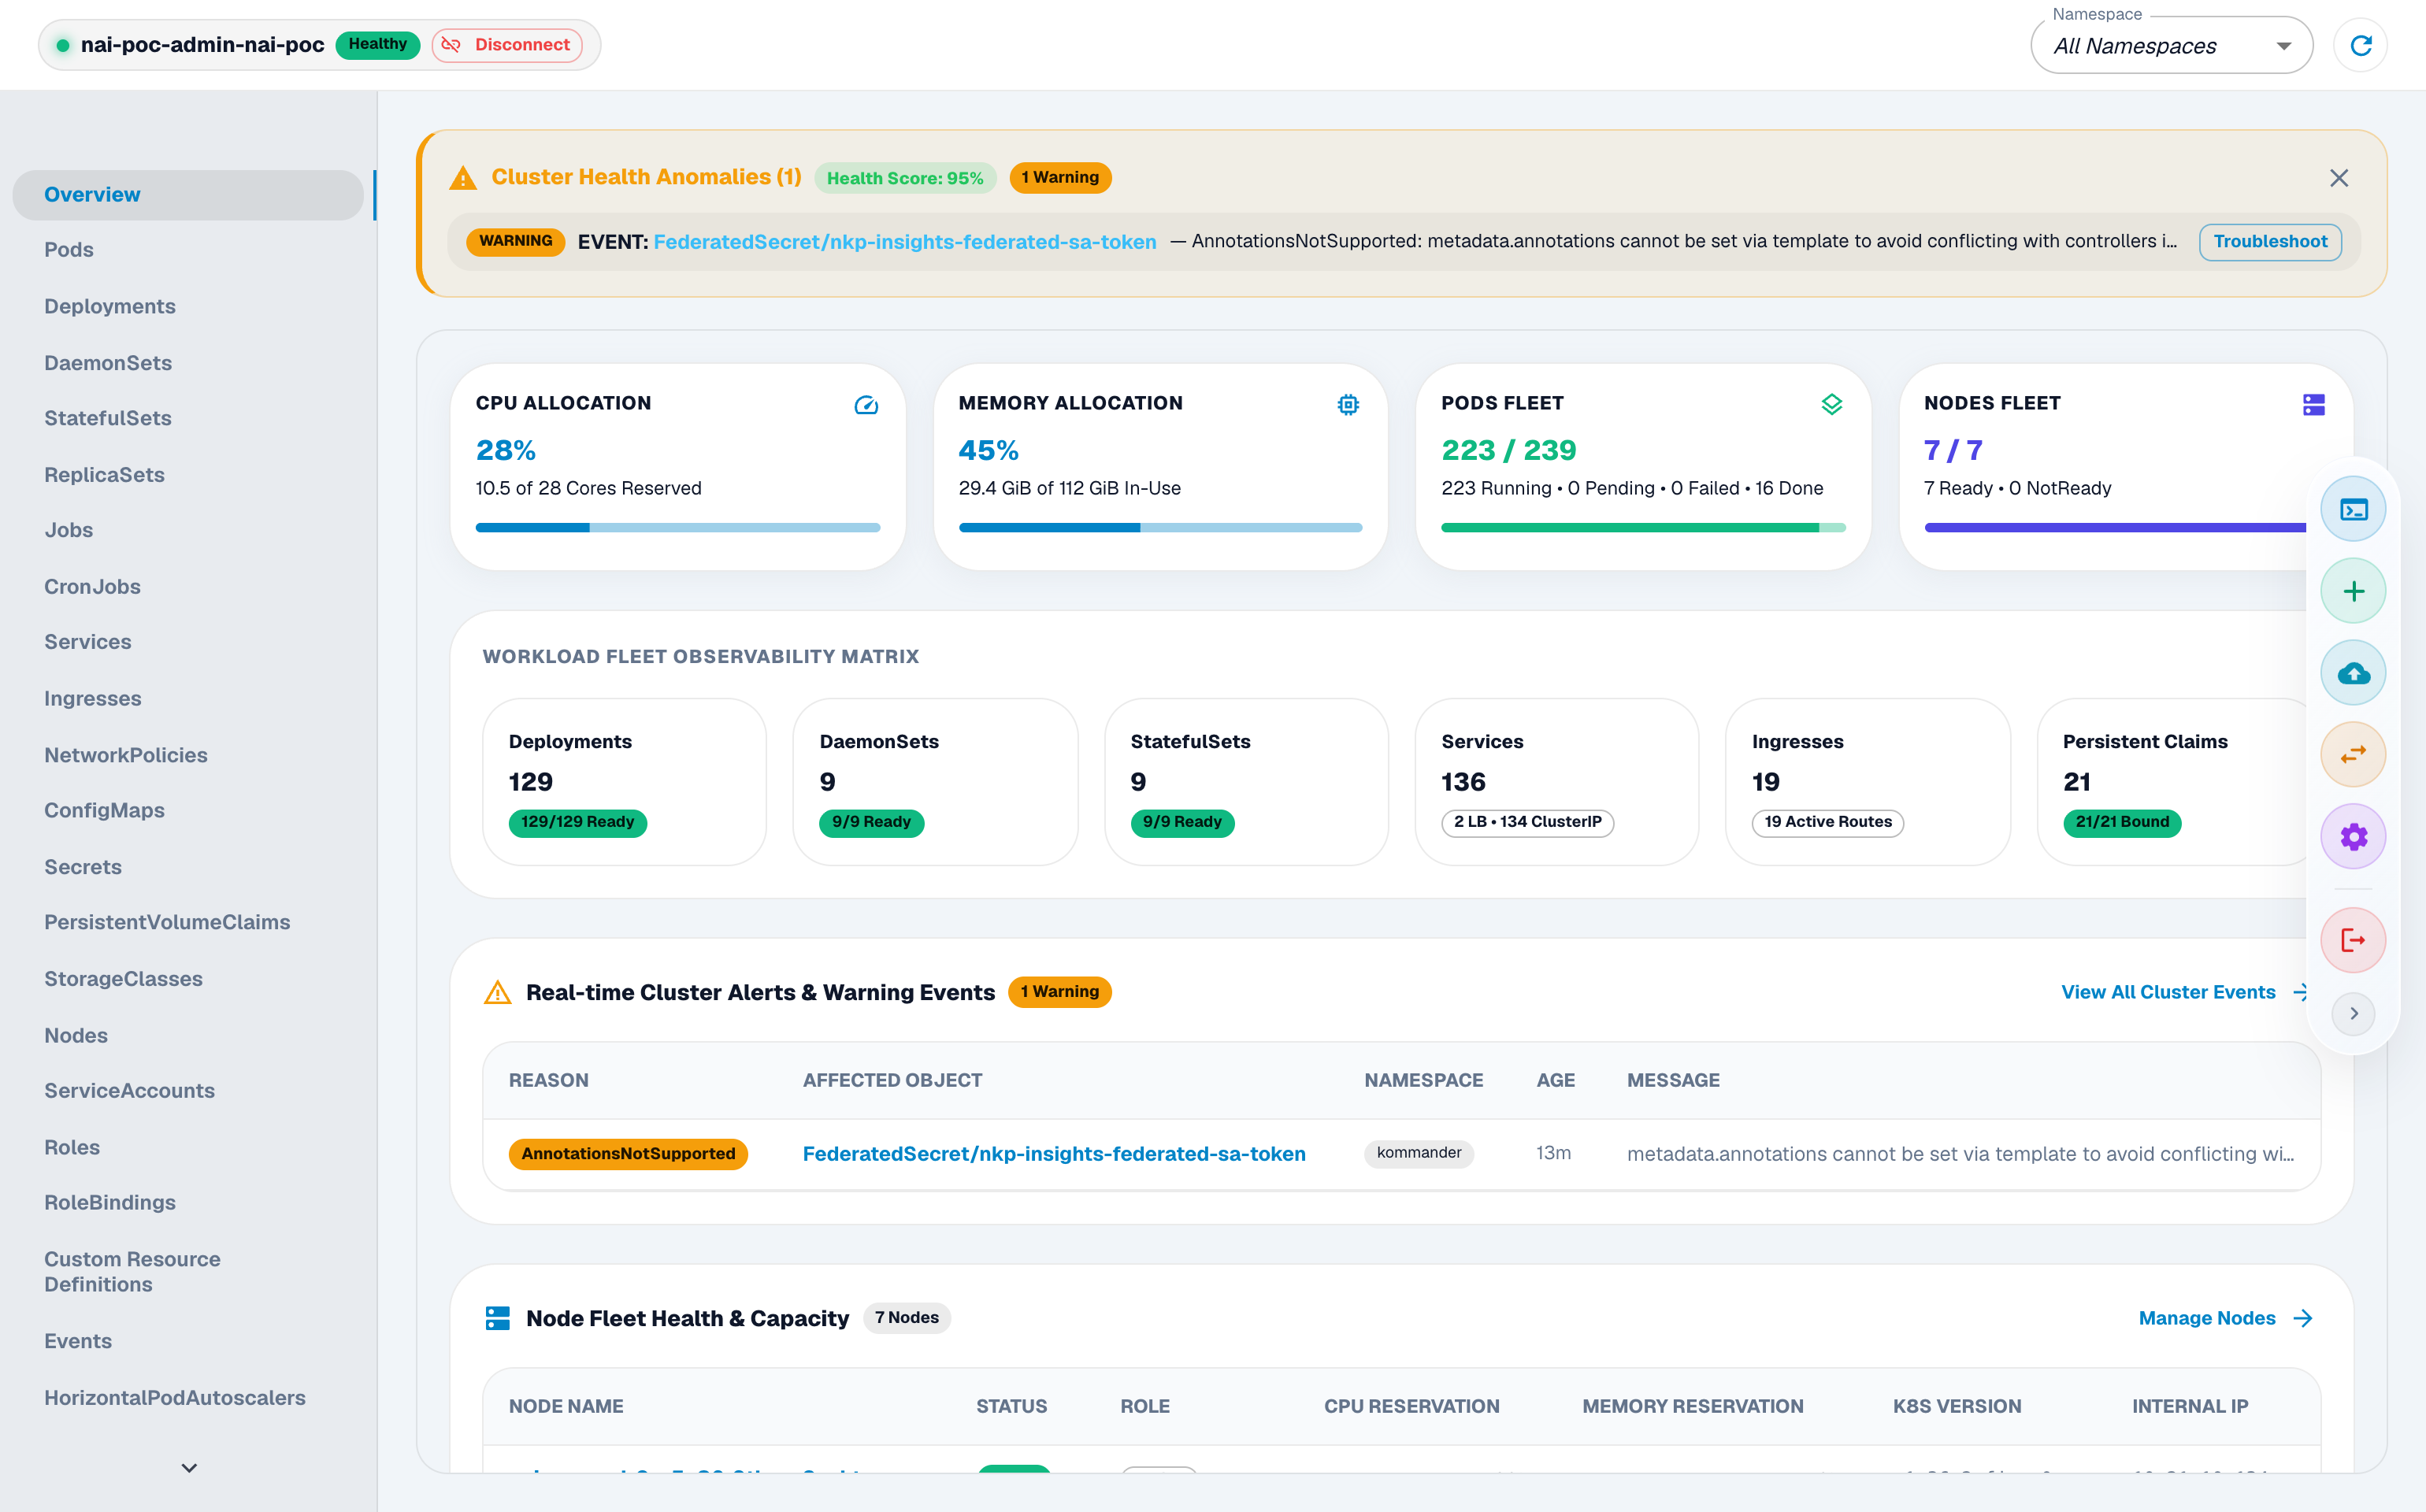 nai-poc-admin-nai-poc Healthy Disconnect
Namespace
All Namespaces
Overview
Pods
Deployments
DaemonSets
StatefulSets
ReplicaSets
Jobs
CronJobs
Services
Ingresses
NetworkPolicies
ConfigMaps
Secrets
PersistentVolumeClaims
StorageClasses
Nodes
ServiceAccounts
Roles
RoleBindings
Custom Resource
Definitions
Events
HorizontalPodAutoscalers
Cluster Health Anomalies (1) Health Score: 95% 1 Warning
WARNING EVENT: FederatedSecret/nkp-insights-federated-sa-token — AnnotationsNotSupported: metadata.annotations cannot be set via template to avoid conflicting with controllers i... Troubleshoot
CPU ALLOCATION
28%
10.5 of 28 Cores Reserved
MEMORY ALLOCATION
45%
29.4 GiB of 112 GiB In-Use
PODS FLEET
223 / 239
223 Running • 0 Pending • 0 Failed • 16 Done
NODES FLEET
7 / 7
7 Ready • 0 NotReady
WORKLOAD FLEET OBSERVABILITY MATRIX
Deployments
129
129/129 Ready
DaemonSets
9
9/9 Ready
StatefulSets
9
9/9 Ready
Services
136
2 LB • 134 ClusterIP
Ingresses
19
19 Active Routes
Persistent Claims
21
21/21 Bound
Real-time Cluster Alerts & Warning Events 1 Warning View All Cluster Events
REASON AFFECTED OBJECT NAMESPACE AGE MESSAGE
AnnotationsNotSupported FederatedSecret/nkp-insights-federated-sa-token kommander 13m metadata.annotations cannot be set via template to avoid conflicting wi...
Node Fleet Health & Capacity 7 Nodes Manage Nodes
NODE NAME STATUS ROLE CPU RESERVATION MEMORY RESERVATION K8S VERSION INTERNAL IP